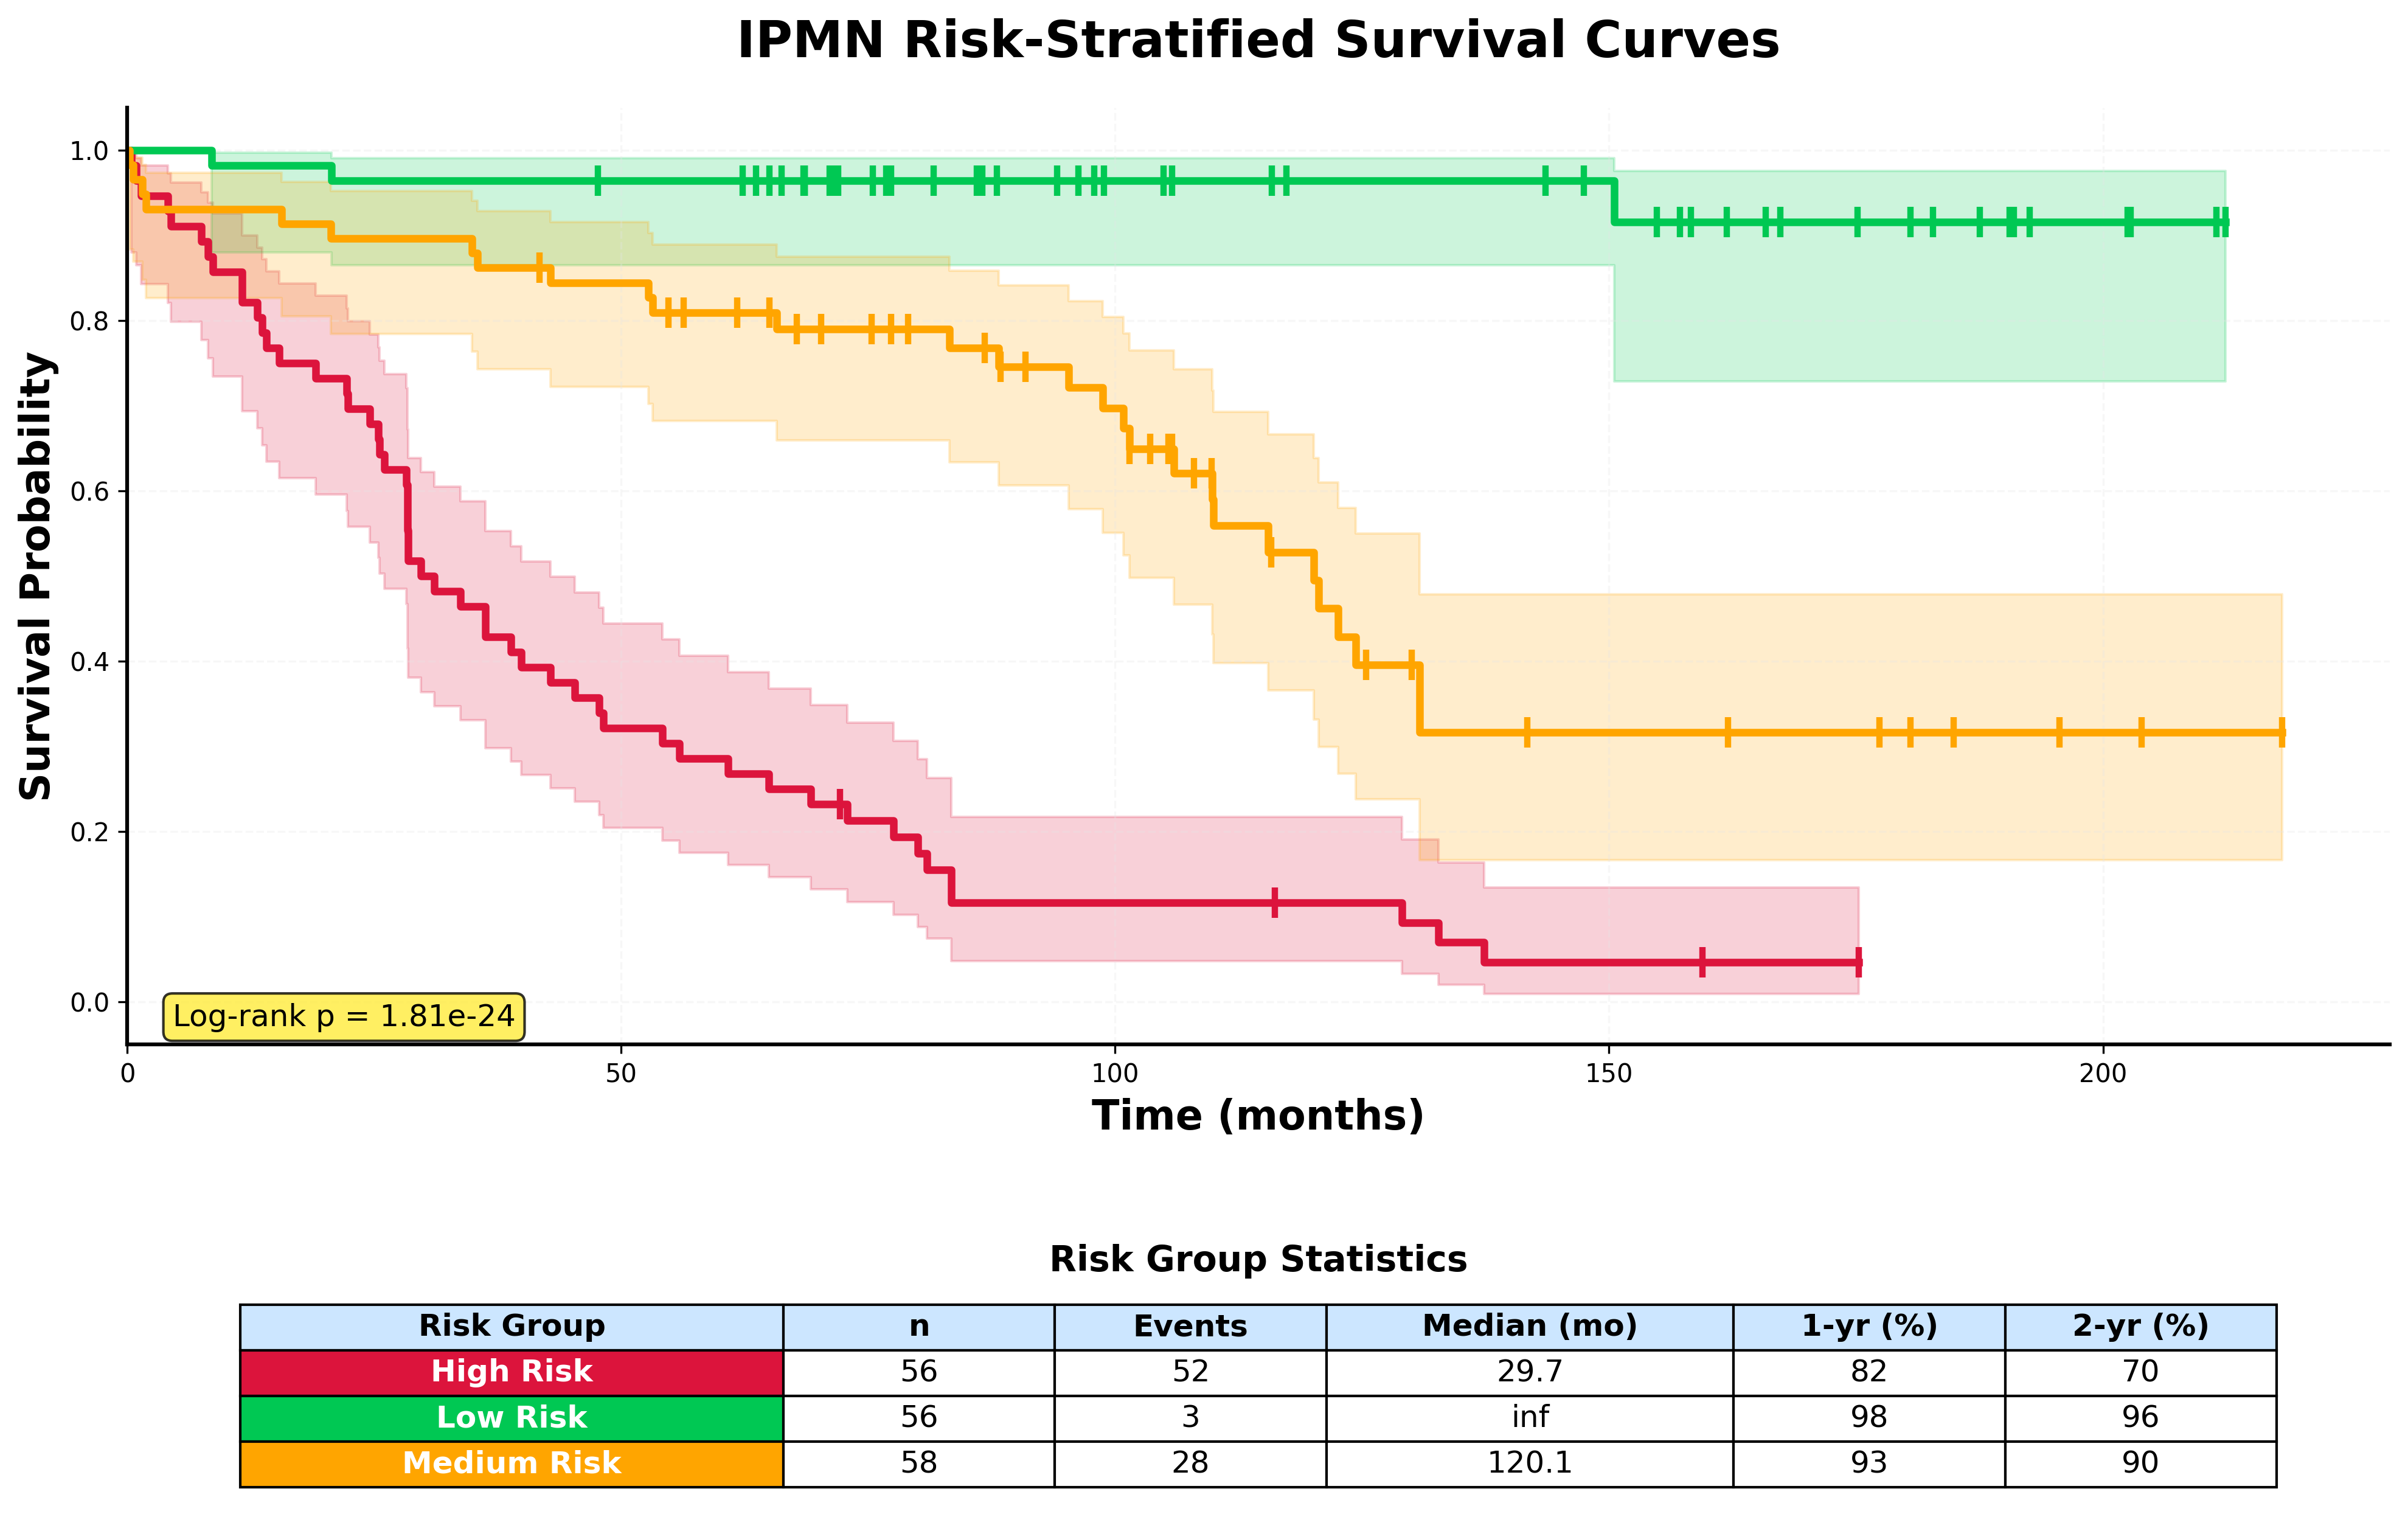 IPMN Risk-Stratified Survival Curves
Survival Probability
1.0
0.8
0.6
0.4
0.2
0.0
Log-rank p = 1.81e-24
0 50 100 150 200
Time (months)
Risk Group Statistics
Risk Group n Events Median (mo) 1-yr (%) 2-yr (%)
High Risk 56 52 29.7 82 70
Low Risk 56 3 inf 98 96
Medium Risk 58 28 120.1 93 90